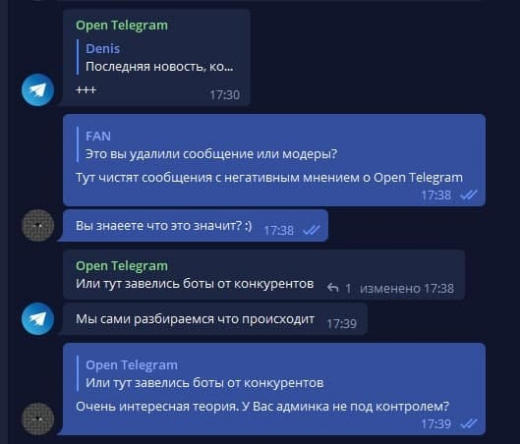 Open Telegram
Denis
Последняя новость, ко...
+++
17:30
FAN
Это вы удалили сообщение или модеры?
Тут чистят сообщения с негативным мнением о Open Telegram
17:38
Вы знаеете что это значит? :) 17:38
Open Telegram
Или тут завелись боты от конкурентов 1 изменено 17:38
Мы сами разбираемся что происходит 17:39
Open Telegram
Или тут завелись боты от конкурентов
Очень интересная теория. У Вас админка не под контролем?
17:39